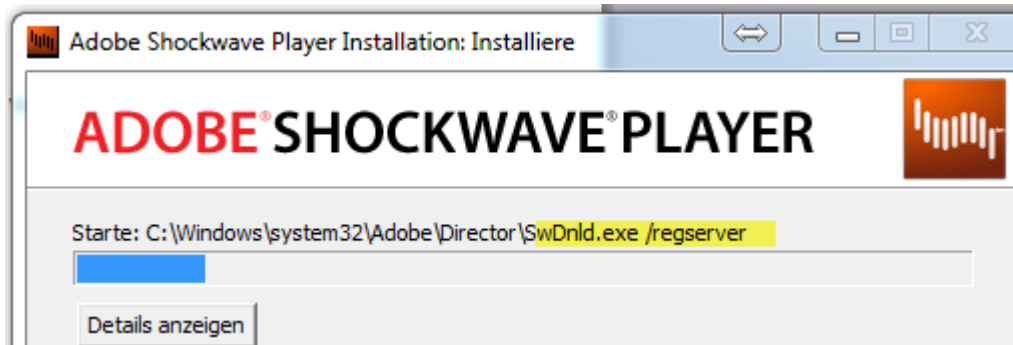 Adobe Shockwave Player Installation: Installiere
ADOBE® SHOCKWAVE® PLAYER
Starte: C:\Windows\system32\Adobe\Director\SwDnld.exe /regserver
Details anzeigen